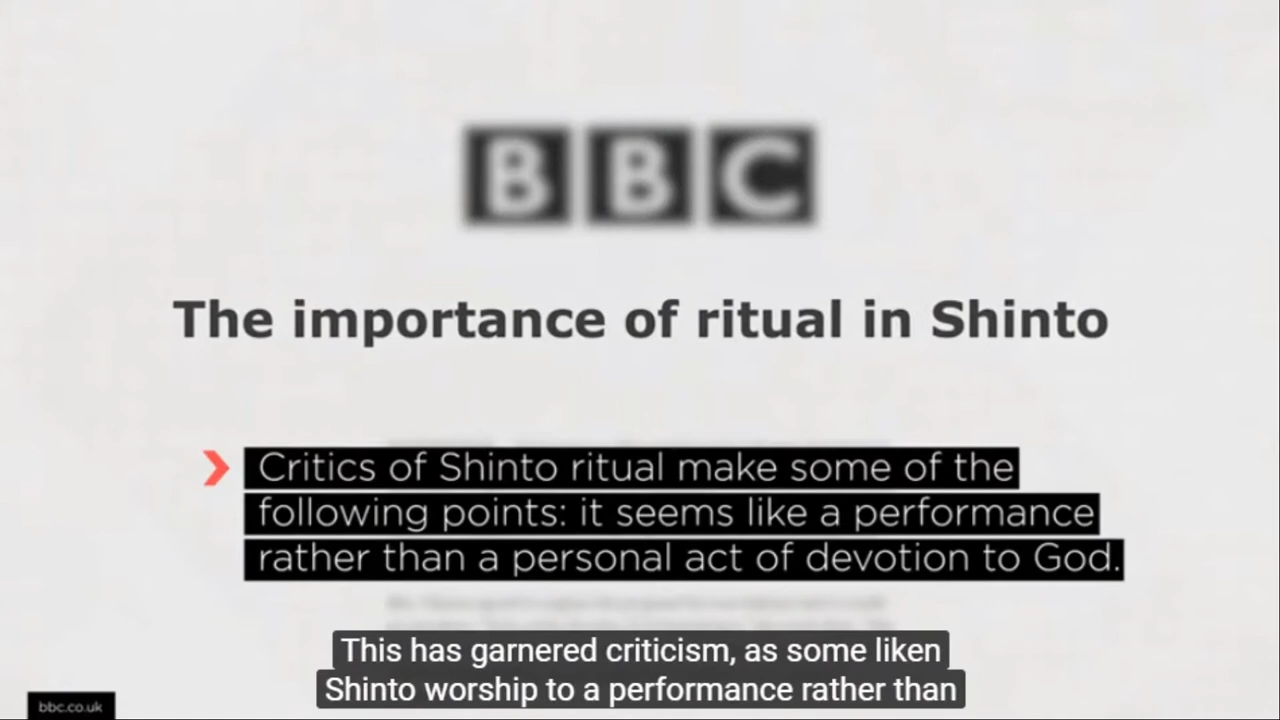 BBC
The importance of ritual in Shinto
Critics of Shinto ritual make some of the
following points: it seems like a performance
rather than a personal act of devotion to God.
This has garnered criticism, as some liken
Shinto worship to a performance rather than
bbc.co.uk